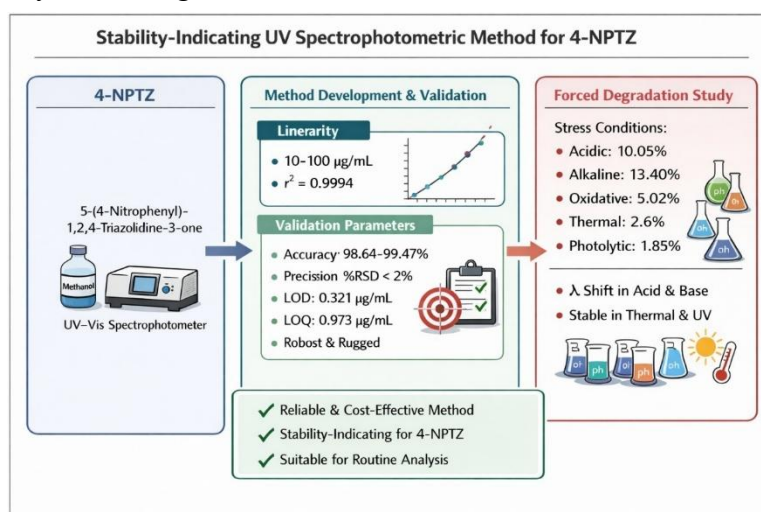 Stability-Indicating UV Spectrophotometric Method for 4-NPTZ
4-NPTZ
5-(4-Nitrophenyl)-
1,2,4-Triazolidine-3-one
Methanol
UV-Vis Spectrophotometer
Method Development & Validation
Linerarity
• 10-100 µg/mL
• r² = 0.9994
Validation Parameters
• Accuracy: 98.64-99.47%
• Precision %RSD < 2%
• LOD: 0.321 µg/mL
• LOQ: 0.973 µg/mL
• Robost & Rugged
✓ Reliable & Cost-Effective Method
✓ Stability-Indicating for 4-NPTZ
✓ Suitable for Routine Analysis
Forced Degradation Study
Stress Conditions:
• Acidic: 10.05%
• Alkaline: 13.40%
• Oxidative: 5.02%
• Thermal: 2.6%
• Photolytic: 1.85%
ph
• λ Shift in Acid & Base
• Stable in Thermal & UV
ph
ph